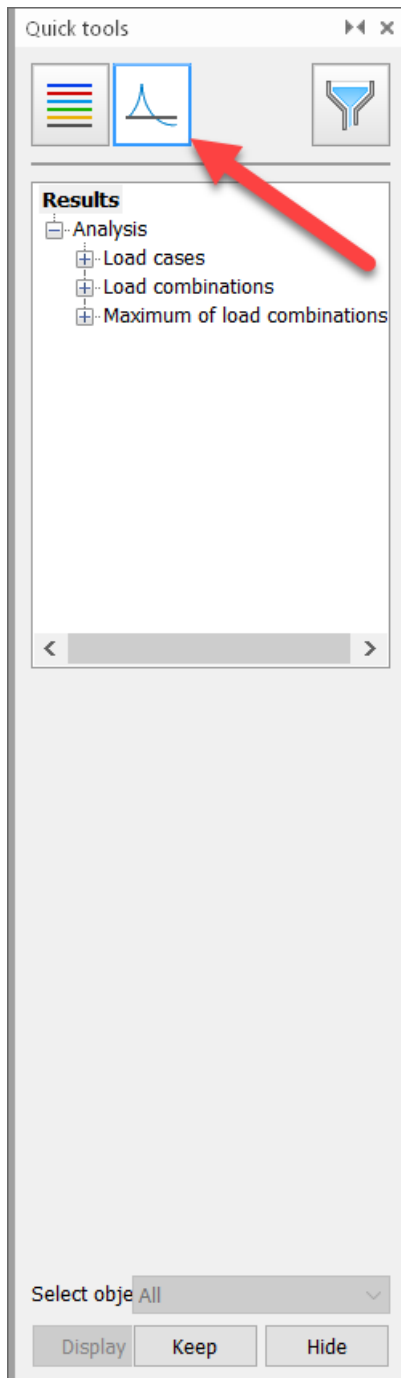 Quick tools
Results
Analysis
Load cases
Load combinations
Maximum of load combinations
Select obje All
Display Keep Hide